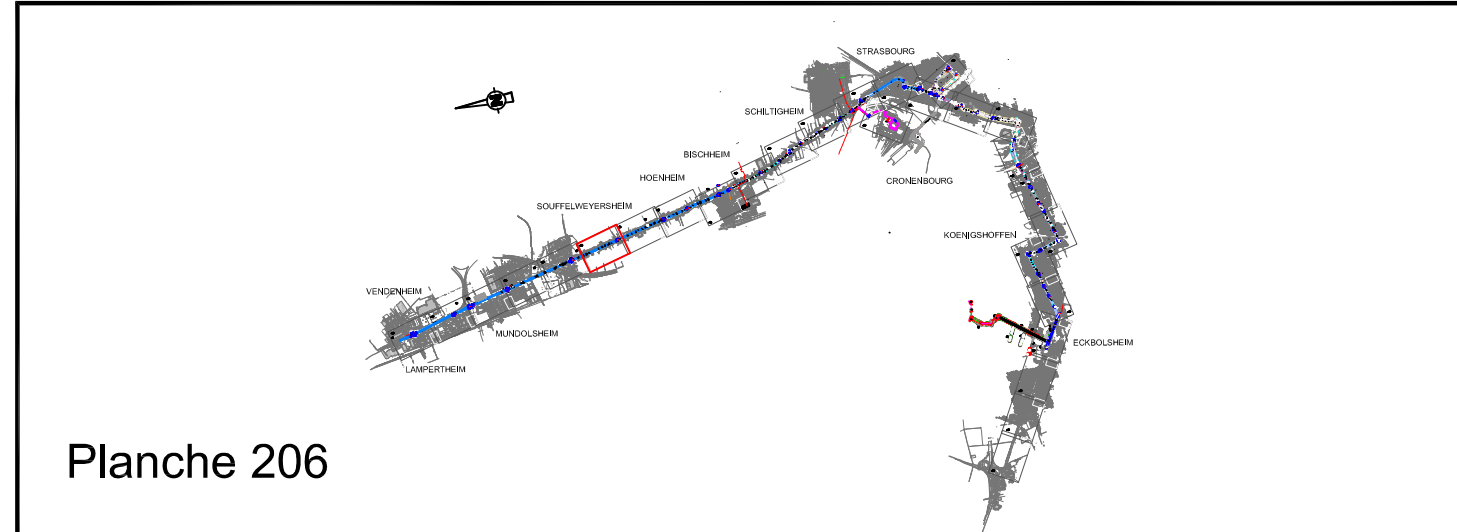 STRASBOURG
SCHILTIGHEIM
BISCHHEIM
HOENHEIM
CRONENBOURG
SOUFFELWEYERSHEIM
KOENIGSHOFFEN
VENDENHEIM
MUNDOLSHEIM
ECKBOLSHEIM
LAMPERTHEIM
Planche 206
N